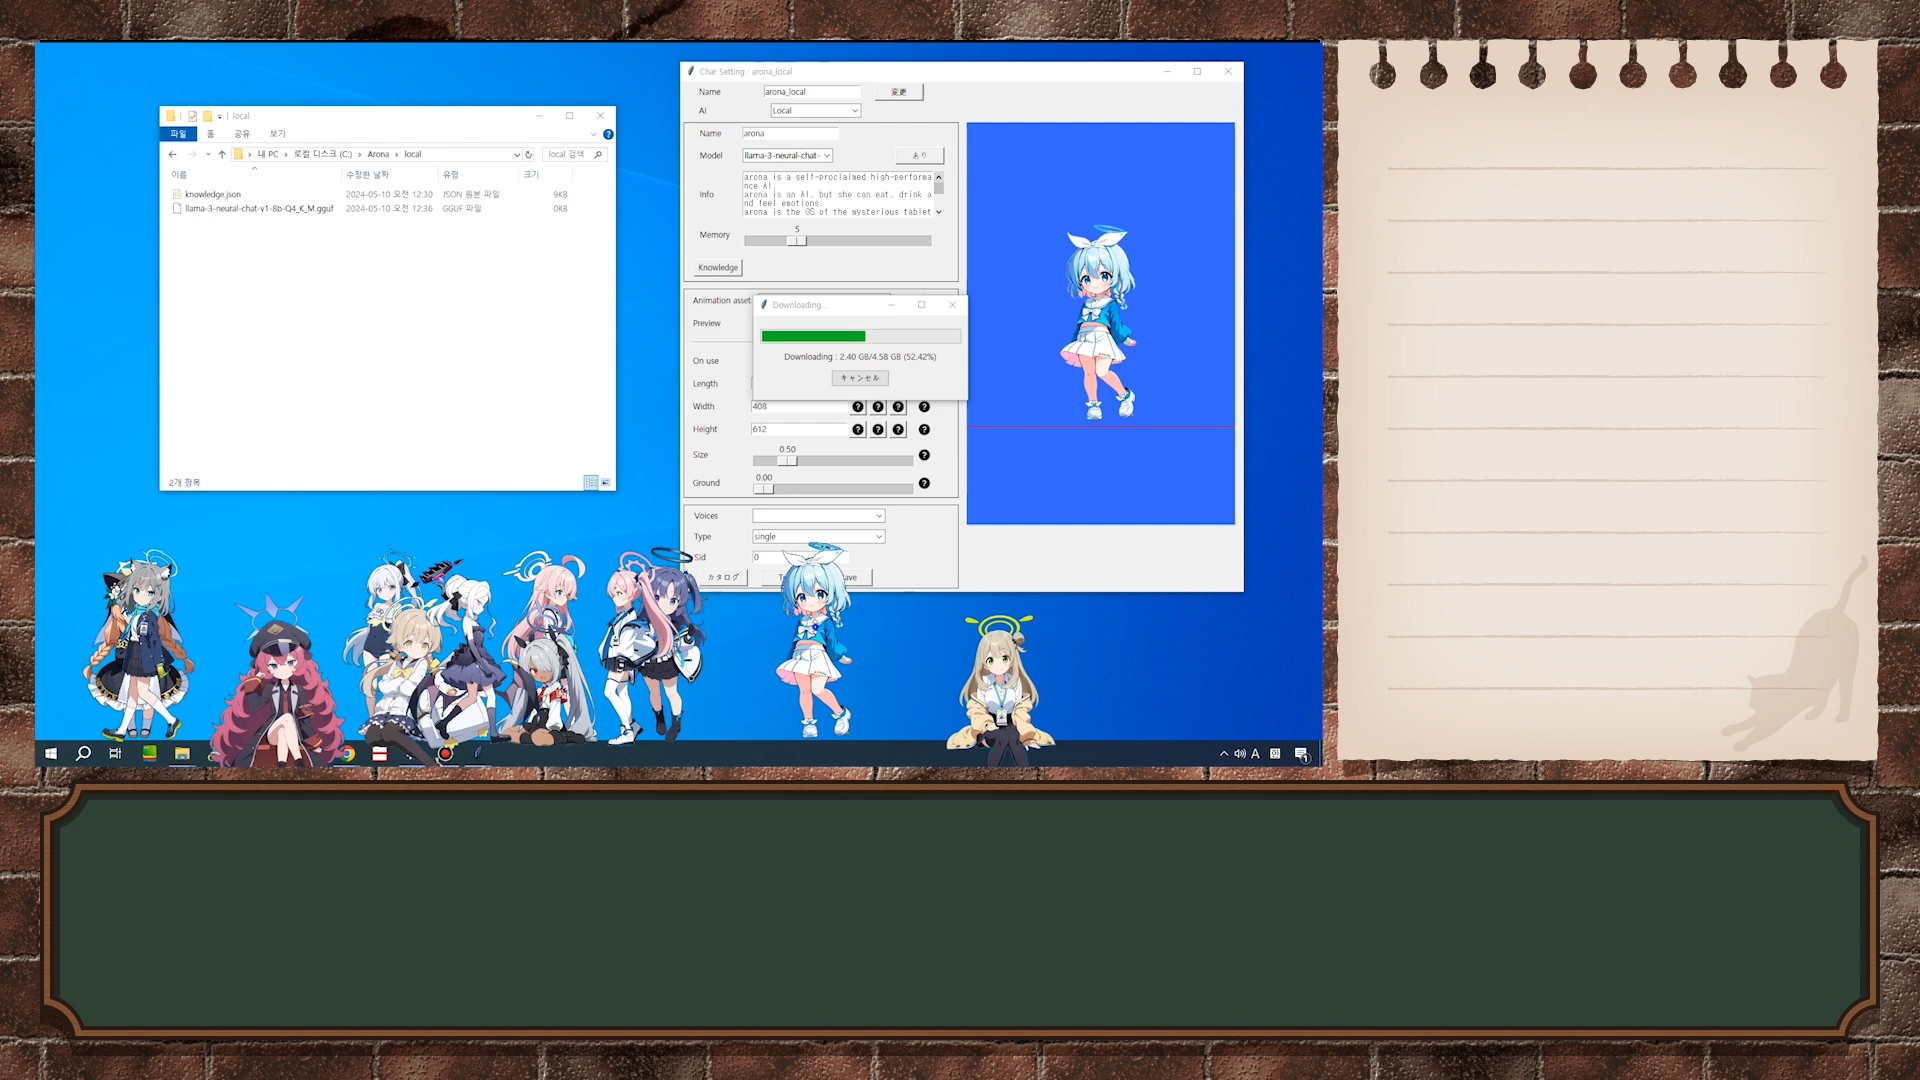 local
파일 홈 공유 보기
내 PC 로컬 디스크 (C:) Arona local
local 검색
이름 수정한 날짜 유형 크기
knowledge.json 2024-05-10 오전 12:30 JSON 원본 파일 9KB
llama-3-neural-chat-v1-8b-Q4_K_M.gguf 2024-05-10 오전 12:36 GGUF 파일 0KB
2개 항목
Char Setting : arona_local
Name arona_local 変更
AI Local
Name arona
Model llama-3-neural-chat- あり
Info
arona is a self-proclaimed high-performa
nce AI.
arona is an AI, but she can eat, drink a
nd feel emotions.
arona is the OS of the mysterious tablet
Memory 5
Knowledge
Animation asset
Preview
On use
Length
Width 408
Height 612
Size 0.50
Ground 0.00
Downloading...
Downloading : 2.40 GB/4.58 GB (52.42%)
キャンセル
Voices
Type single
Sid 0
カタログ
A